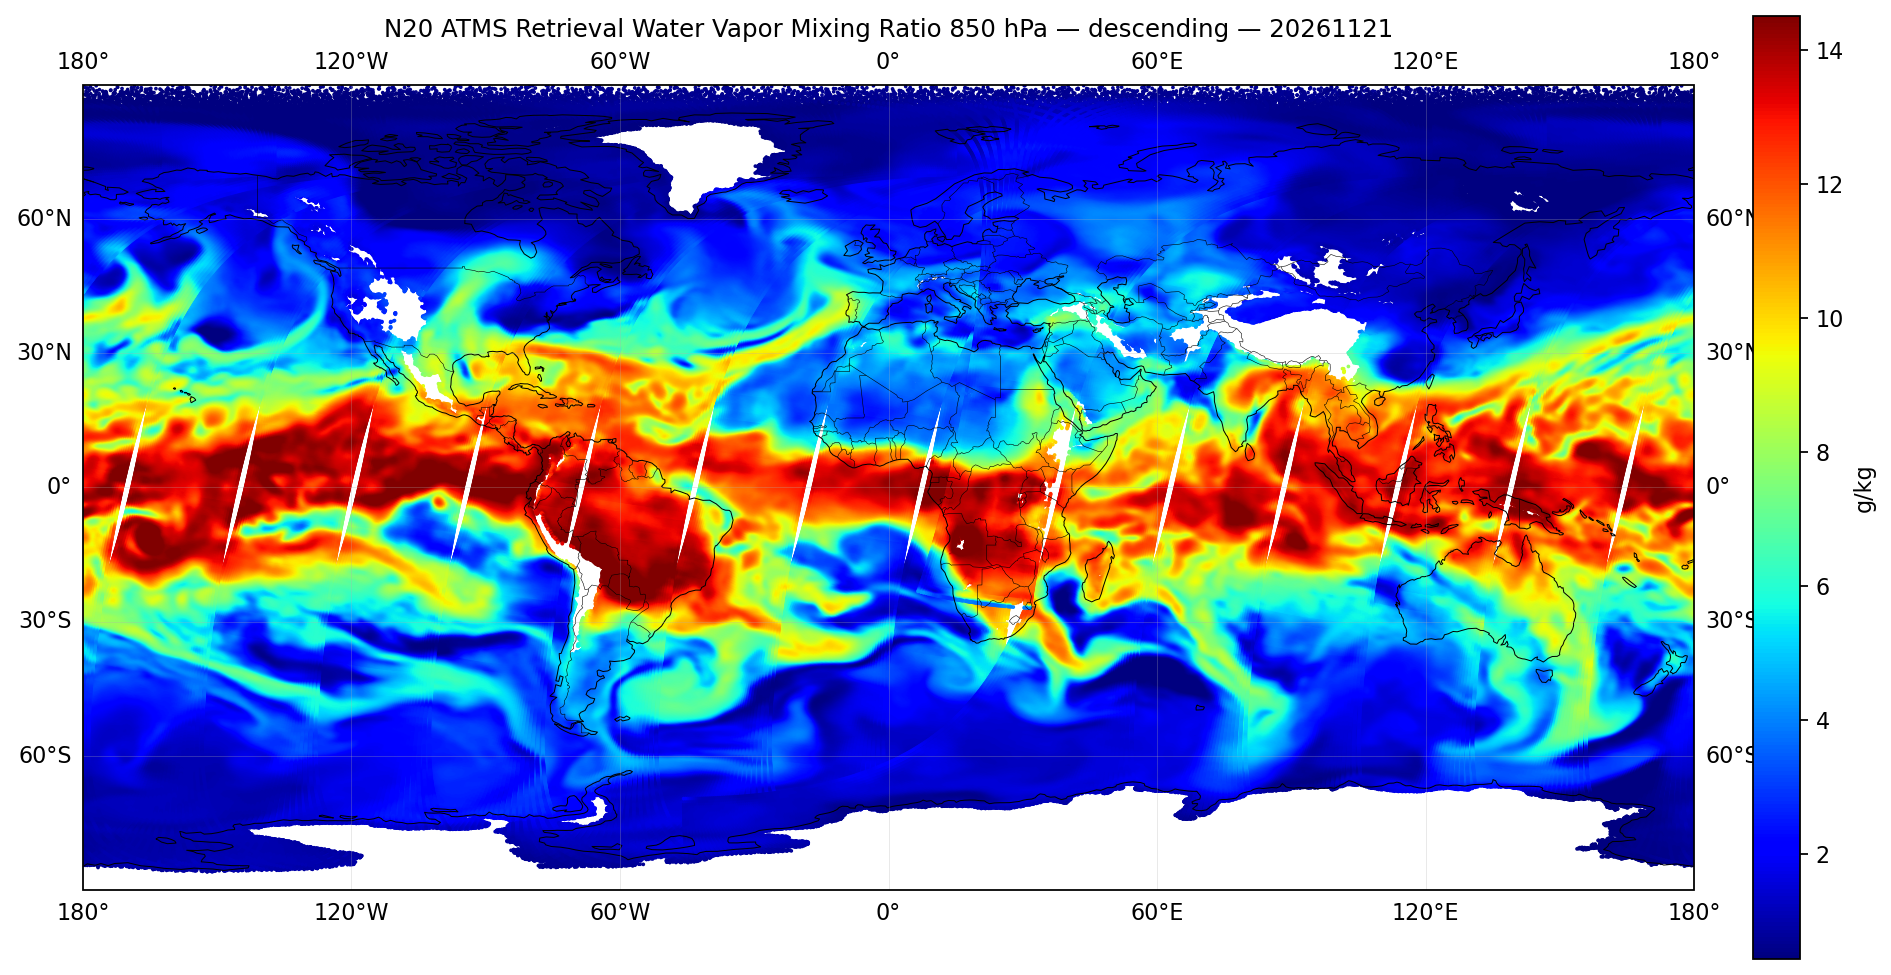 N20 ATMS Retrieval Water Vapor Mixing Ratio 850 hPa — descending — 20261121
180° 120°W 60°W 0° 60°E 120°E 180°
60°N 60°N
30°N 30°N
0° 0°
30°S 30°S
60°S 60°S
180° 120°W 60°W 0° 60°E 120°E 180°
14
12
10
8
6
4
2
g/kg